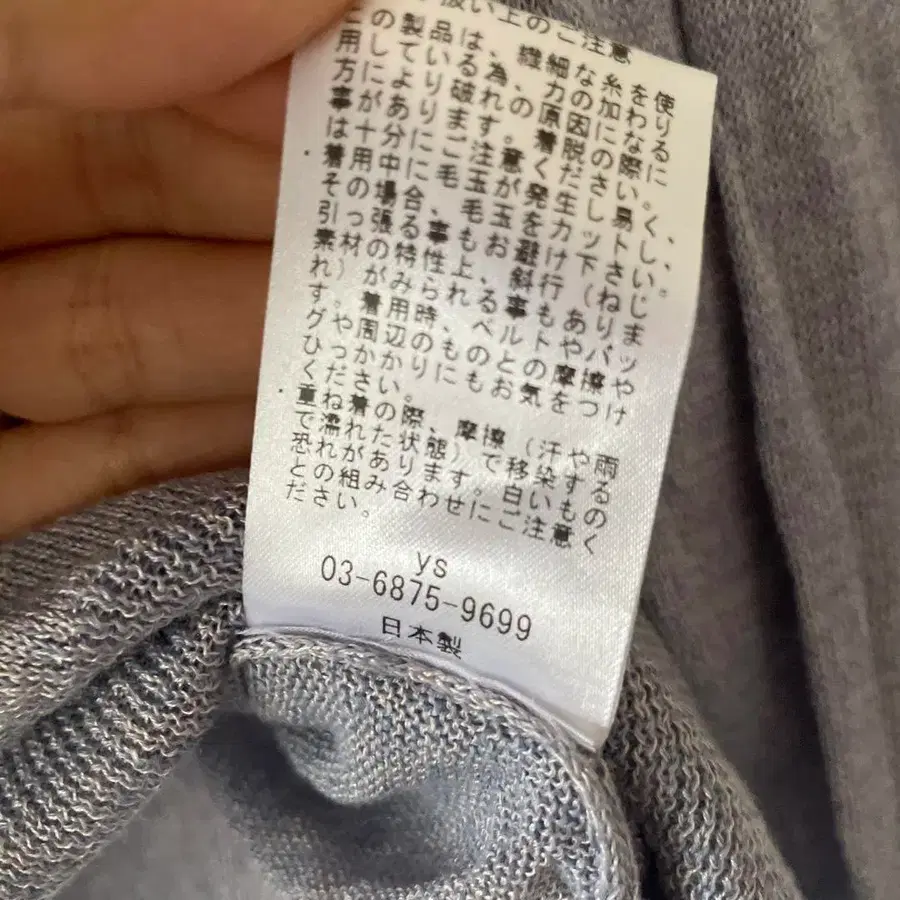 扱い上のご注意
・この製品は、繊細な糸を使
用している為、力の加わり
方により破れの原因になる
事があります。着脱の際に、
は十分にご注意ください。
着用中に毛玉が発生し易く、
その場合、毛玉をカットし、
引っ張る事もお避け下さい。
素材の特性上、斜行(ねじ
れ)がみられる事もありま
す。着用時、ベルトやバッ
グや周辺のものとの摩擦や
ひっかかりにもお気をつけ
ください。
・重ね着の際、摩擦(汗や雨
で濡れた状態)で移染する
恐れがあります。白いもの
との組み合わせにご注意く
ださい。
ys
03-6875-9699
日本製